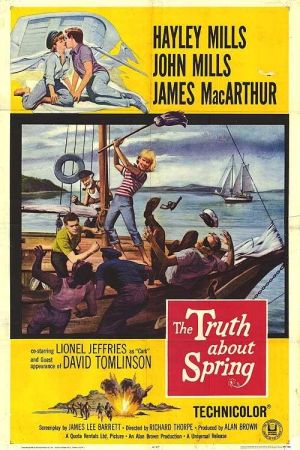 HAYLEY MILLS
JOHN MILLS
JAMES MacARTHUR
The Truth
about
Spring
co-starring LIONEL JEFFRIES as "Cark"
and Guest
appearance of DAVID TOMLINSON
TECHNICOLOR
Screenplay by JAMES LEE BARRETT Directed by RICHARD THORPE Produced by ALAN BROWN
A Quota Rentals Ltd. Picture - An Alan Brown Production - A Universal Release